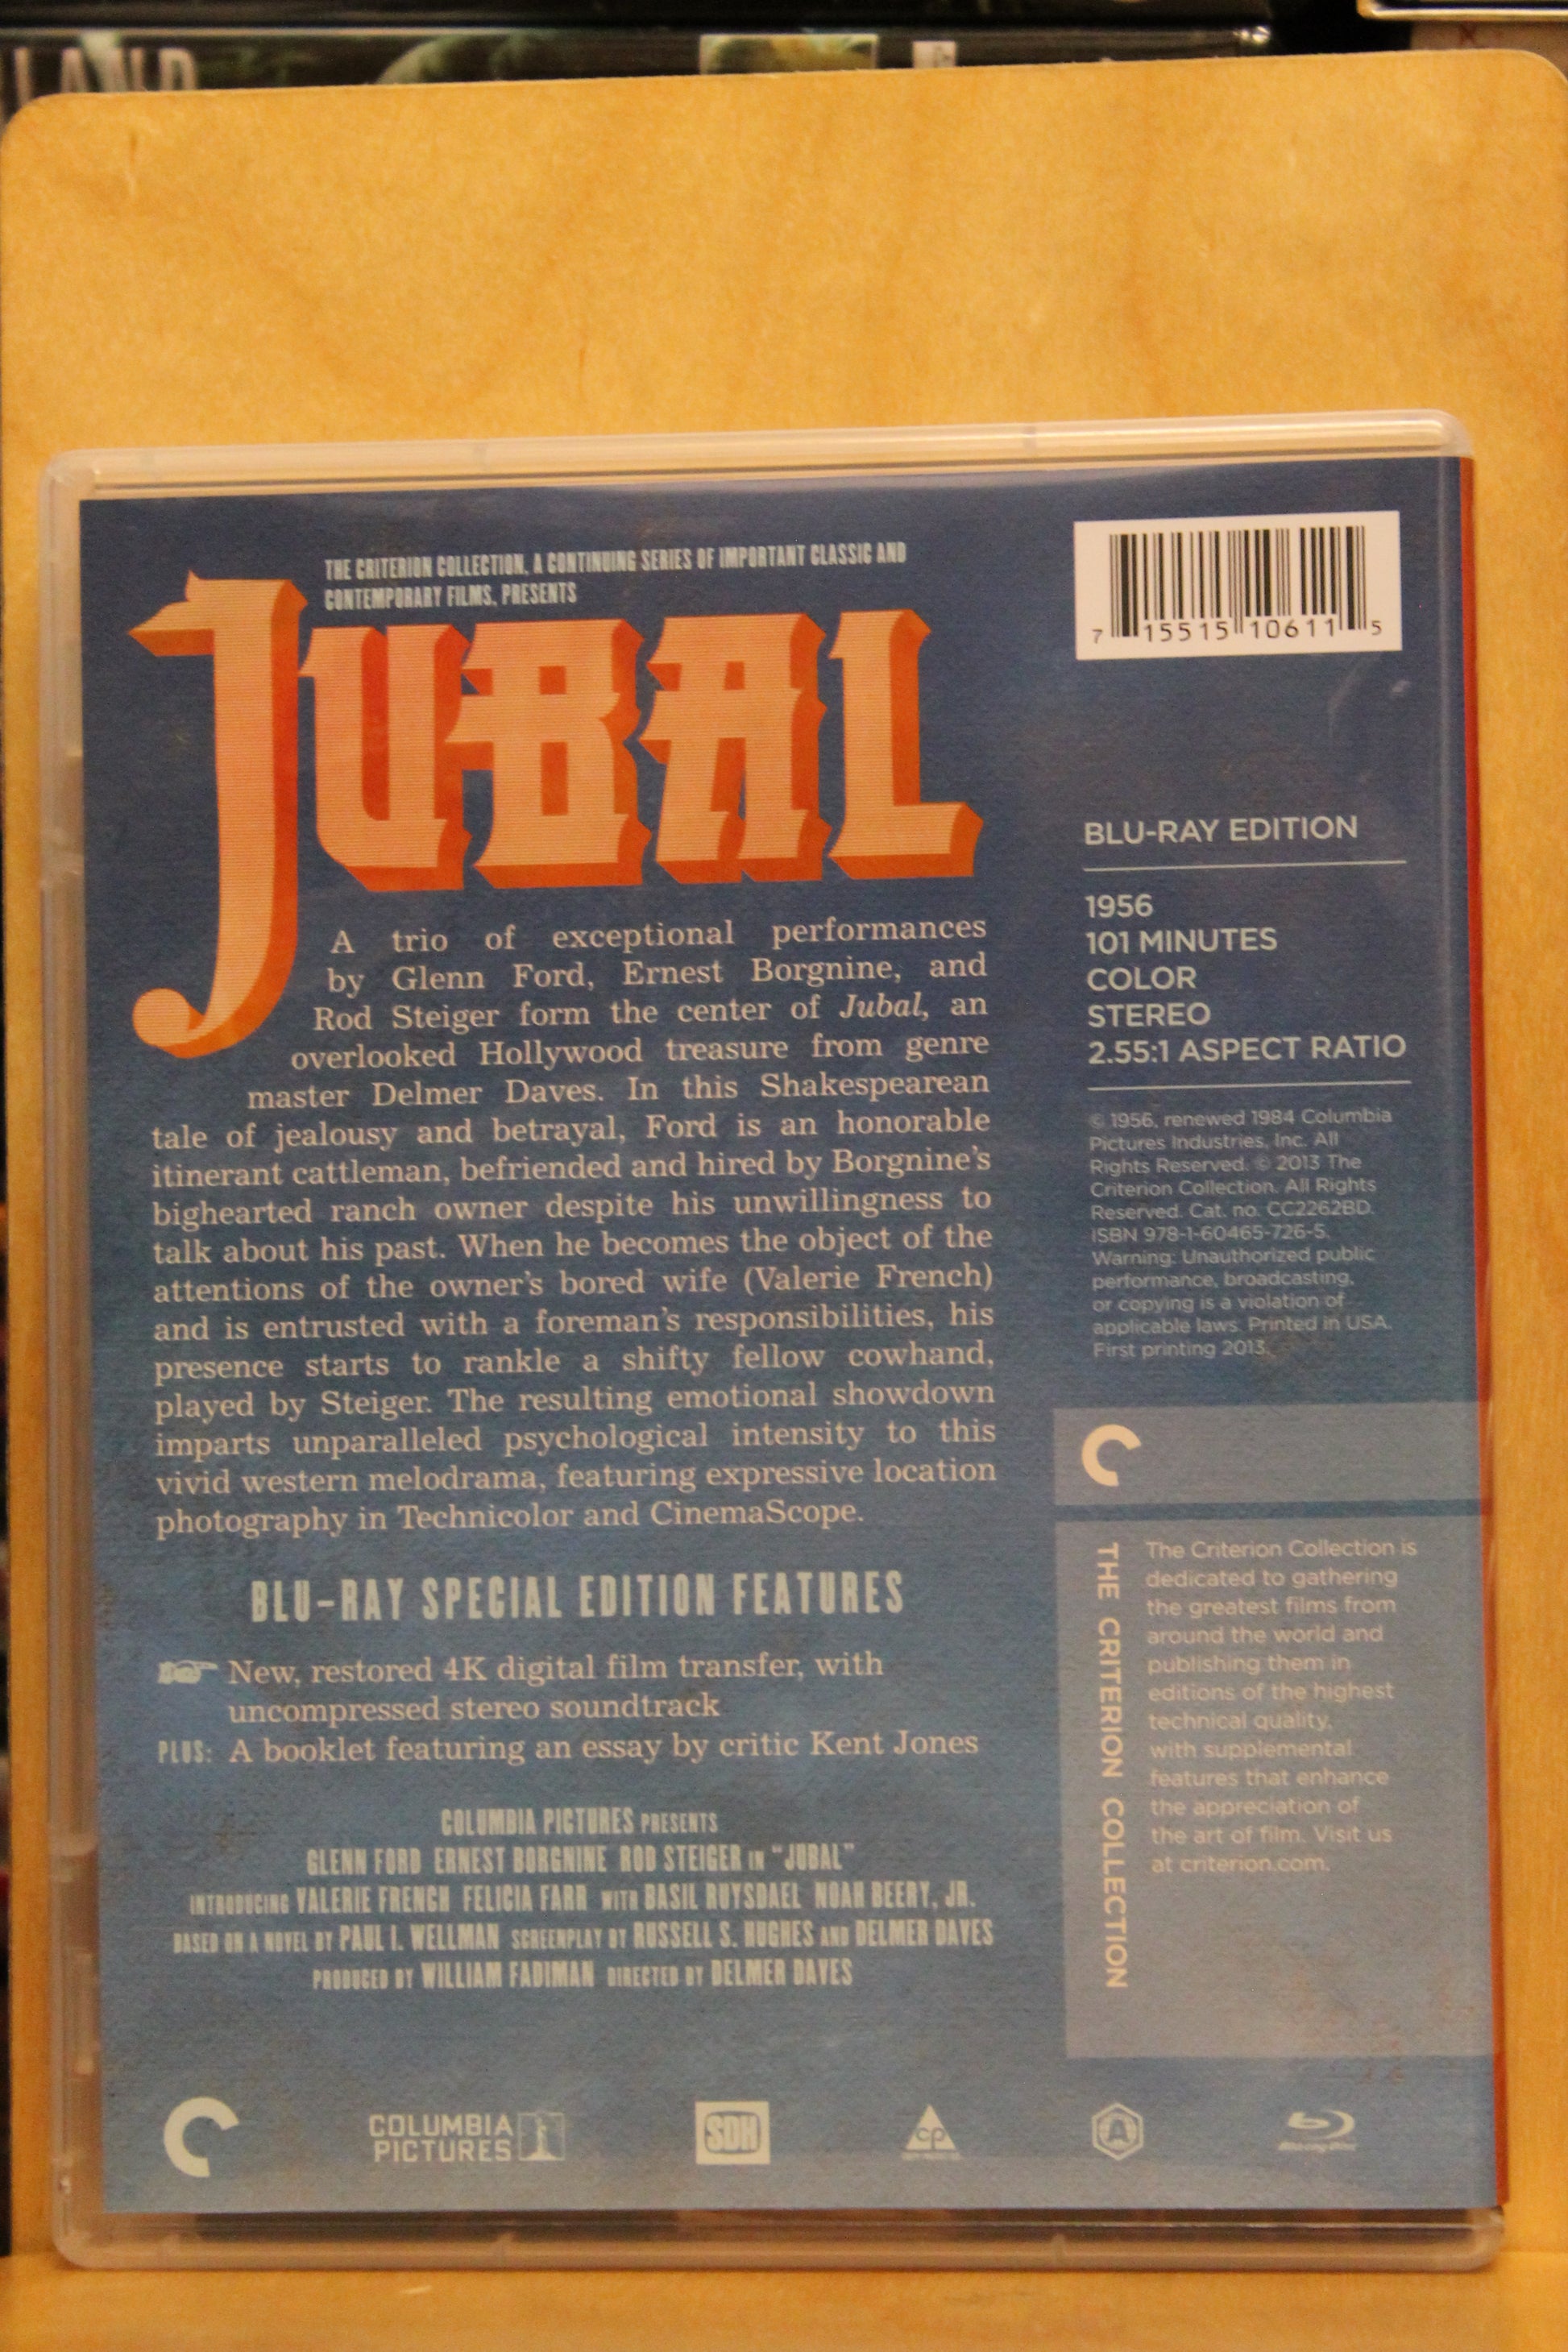 LAND
THE CRITERION COLLECTION, A CONTINUING SERIES OF IMPORTANT CLASSIC AND
CONTEMPORARY FILMS, PRESENTS
JUBAL
A trio of exceptional performances
by Glenn Ford, Ernest Borgnine, and
Rod Steiger form the center of Jubal, an
overlooked Hollywood treasure from genre
master Delmer Daves. In this Shakespearean
tale of jealousy and betrayal, Ford is an honorable
itinerant cattleman, befriended and hired by Borgnine's
bighearted ranch owner despite his unwillingness to
talk about his past. When he becomes the object of the
attentions of the owner's bored wife (Valerie French)
and is entrusted with a foreman's responsibilities, his
presence starts to rankle a shifty fellow cowhand,
played by Steiger. The resulting emotional showdown
imparts unparalleled psychological intensity to this
vivid western melodrama, featuring expressive location
photography in Technicolor and CinemaScope.
BLU-RAY SPECIAL EDITION FEATURES
New, restored 4K digital film transfer, with
uncompressed stereo soundtrack
PLUS: A booklet featuring an essay by critic Kent Jones
COLUMBIA PICTURES PRESENTS
GLENN FORD ERNEST BORGNINE ROD STEIGER IN "JUBAL"
INTRODUCING VALERIE FRENCH FELICIA FARR WITH BASIL RUYSDAEL NOAH BEERY, JR.
BASED ON A NOVEL BY PAUL I. WELLMAN SCREENPLAY BY RUSSELL S. HUGHES AND DELMER DAVES
PRODUCED BY WILLIAM FADIMAN DIRECTED BY DELMER DAVES
7 15515 10611 5
BLU-RAY EDITION
1956
101 MINUTES
COLOR
STEREO
2.55:1 ASPECT RATIO
© 1956, renewed 1984 Columbia
Pictures Industries, Inc. All
Rights Reserved. © 2013 The
Criterion Collection. All Rights
Reserved. Cat. no. CC2262BD.
ISBN 978-1-60465-726-5.
Warning: Unauthorized public
performance, broadcasting,
or copying is a violation of
applicable laws. Printed in USA.
First printing 2013.
THE CRITERION COLLECTION
The Criterion Collection is
dedicated to gathering
the greatest films from
around the world and
publishing them in
editions of the highest
technical quality,
with supplemental
features that enhance
the appreciation of
the art of film. Visit us
at criterion.com.
COLUMBIA
PICTURES
SDH
cp
A
Blu-ray Disc